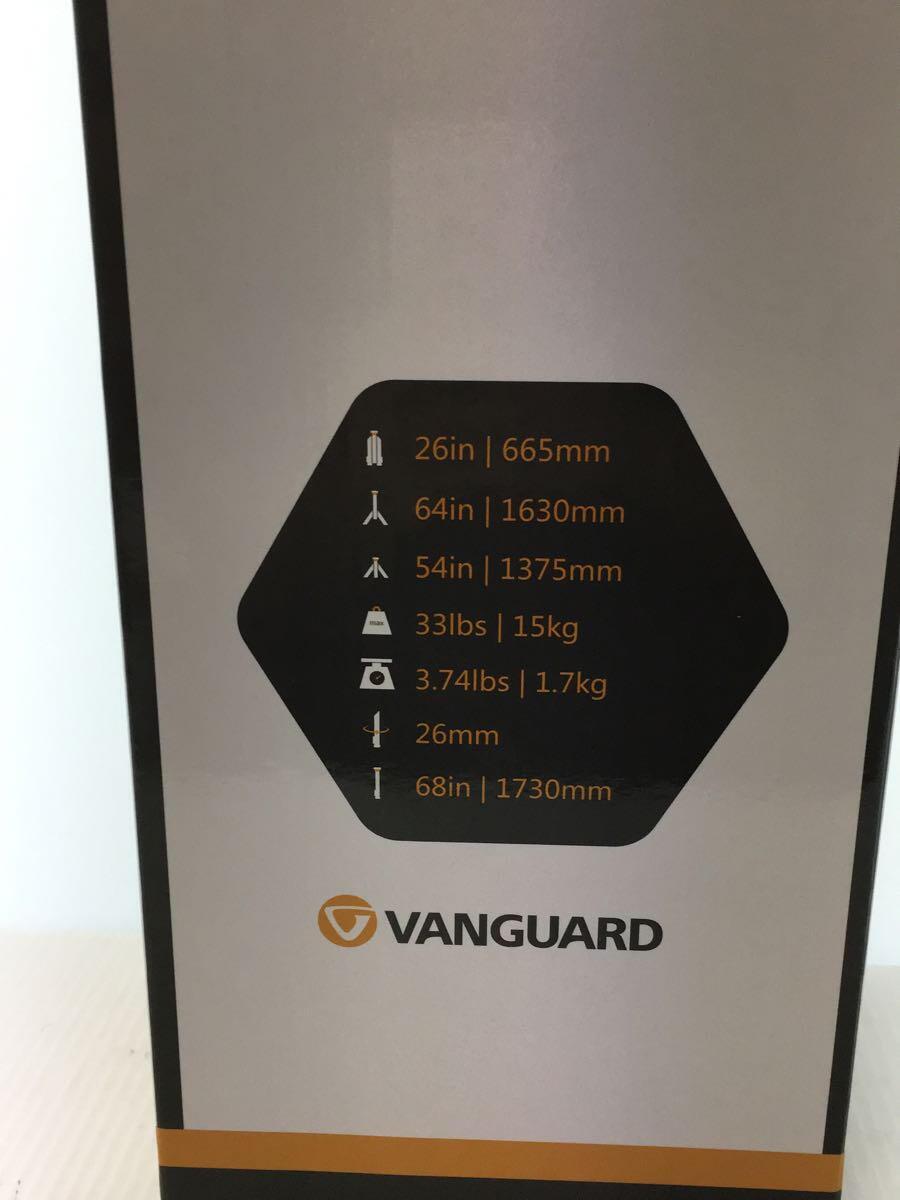 26in | 665mm
64in | 1630mm
54in | 1375mm
max
33lbs | 15kg
3.74lbs | 1.7kg
26mm
68in | 1730mm
VANGUARD